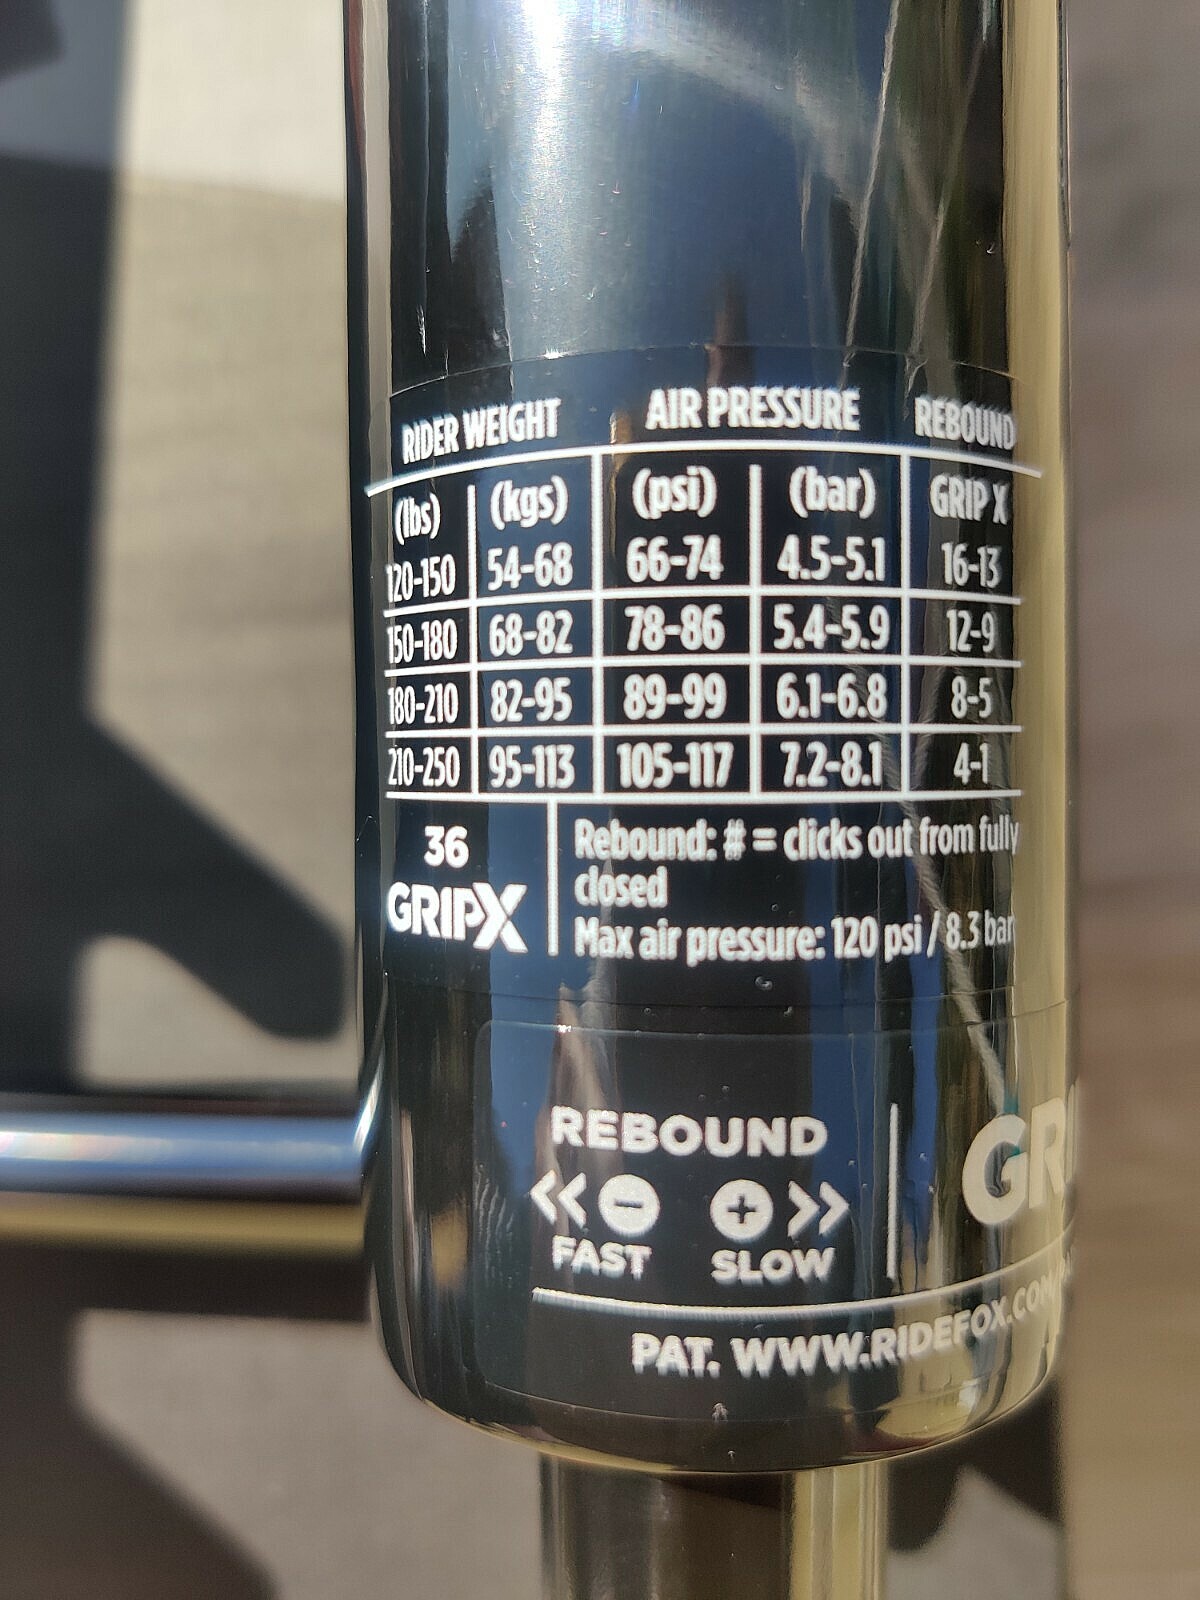 RIDER WEIGHT AIR PRESSURE REBOUND
(lbs) (kgs) (psi) (bar) GRIP X
120-150 54-68 66-74 4.5-5.1 16-13
150-180 68-82 78-86 5.4-5.9 12-9
180-210 82-95 89-99 6.1-6.8 8-5
210-250 95-113 105-117 7.2-8.1 4-1
36
GRIPX
Rebound: # = clicks out from fully
closed
Max air pressure: 120 psi / 8.3 bar
REBOUND
<< - + >>
FAST SLOW
GRI
PAT. WWW.RIDEFOX.COM